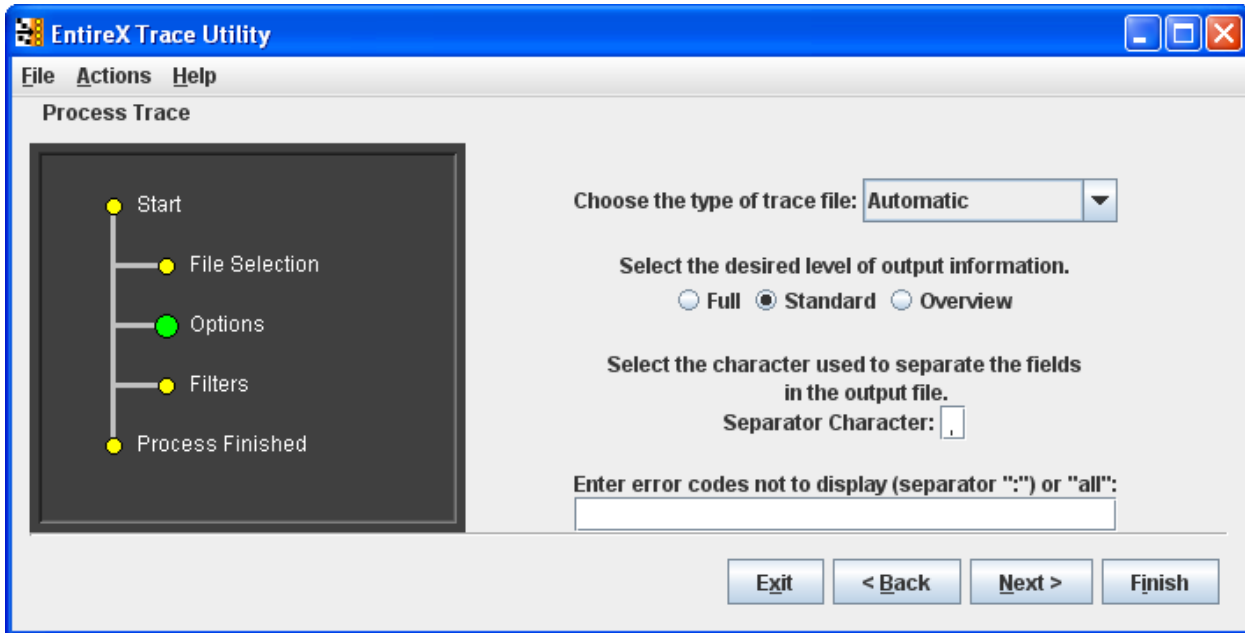 EntireX Trace Utility
File Actions Help
Process Trace
Start
File Selection
Options
Filters
Process Finished
Choose the type of trace file: Automatic
Select the desired level of output information.
Full Standard Overview
Select the character used to separate the fields
in the output file.
Separator Character: ,
Enter error codes not to display (separator ":") or "all":
Exit < Back Next > Finish